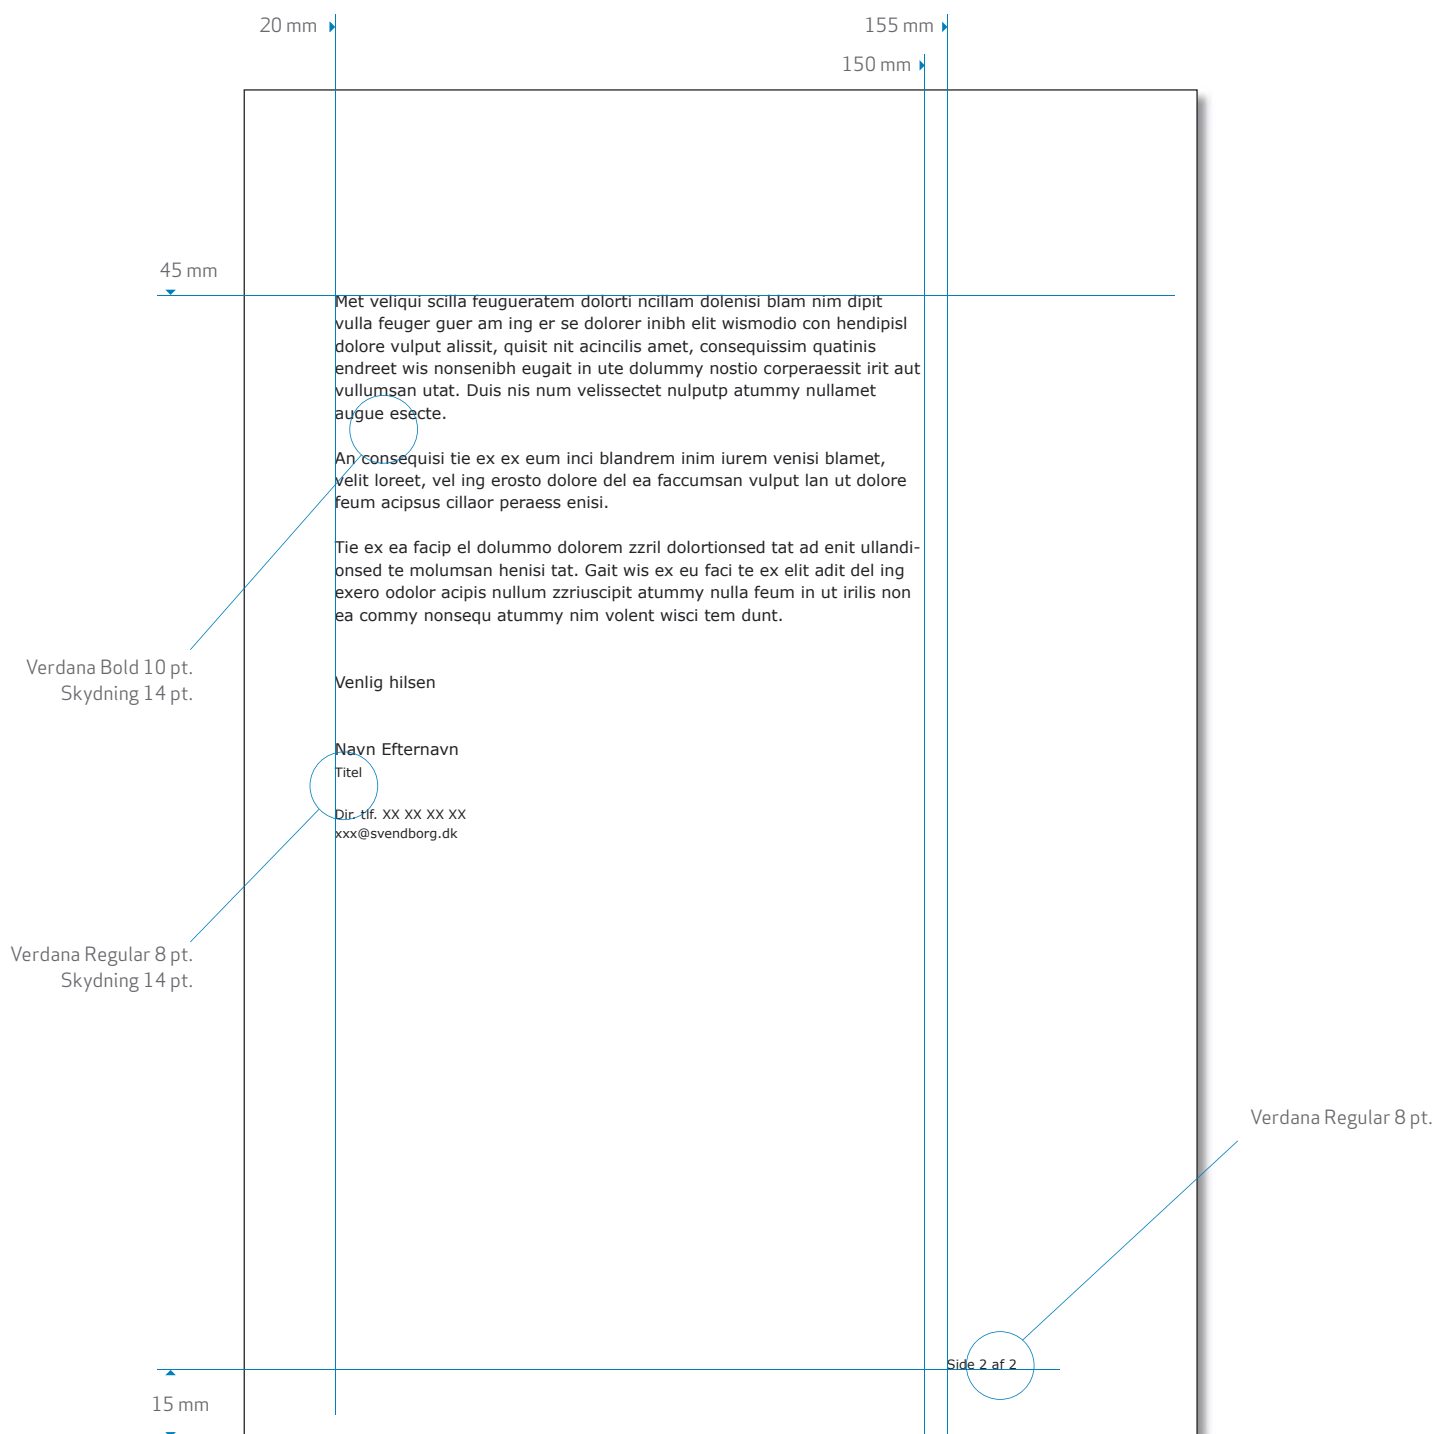 20 mm
155 mm
150 mm
45 mm
Met veliqui scilla feugueratem dolorti ncillam dolenisi blam nim dipit
vulla feuger guer am ing er se dolorer inibh elit wismodio con hendipisl
dolore vulput alissit, quisit nit acincilis amet, consequissim quatinis
endreet wis nonsenibh eugait in ute dolummy nostio corperaessit irit aut
vullumsan utat. Duis nis num velissectet nulputp atummy nullamet
augue esecte.
An consequisi tie ex ex eum inci blandrem inim iurem venisi blamet,
velit loreet, vel ing erosto dolore del ea faccumsan vulput lan ut dolore
feum acipsus cillaor peraess enisi.
Tie ex ea facip el dolummo dolorem zzril dolortionsed tat ad enit ullandi-
onsed te molumsan henisi tat. Gait wis ex eu faci te ex elit adit del ing
exero odolor acipis nullum zzriuscipit atummy nulla feum in ut irilis non
ea commy nonsequ atummy nim volent wisci tem dunt.
Verdana Bold 10 pt.
Skydning 14 pt.
Venlig hilsen
Navn Efternavn
Titel
Dir. tlf. XX XX XX XX
xxx@svendborg.dk
Verdana Regular 8 pt.
Skydning 14 pt.
Verdana Regular 8 pt.
Side 2 af 2
15 mm